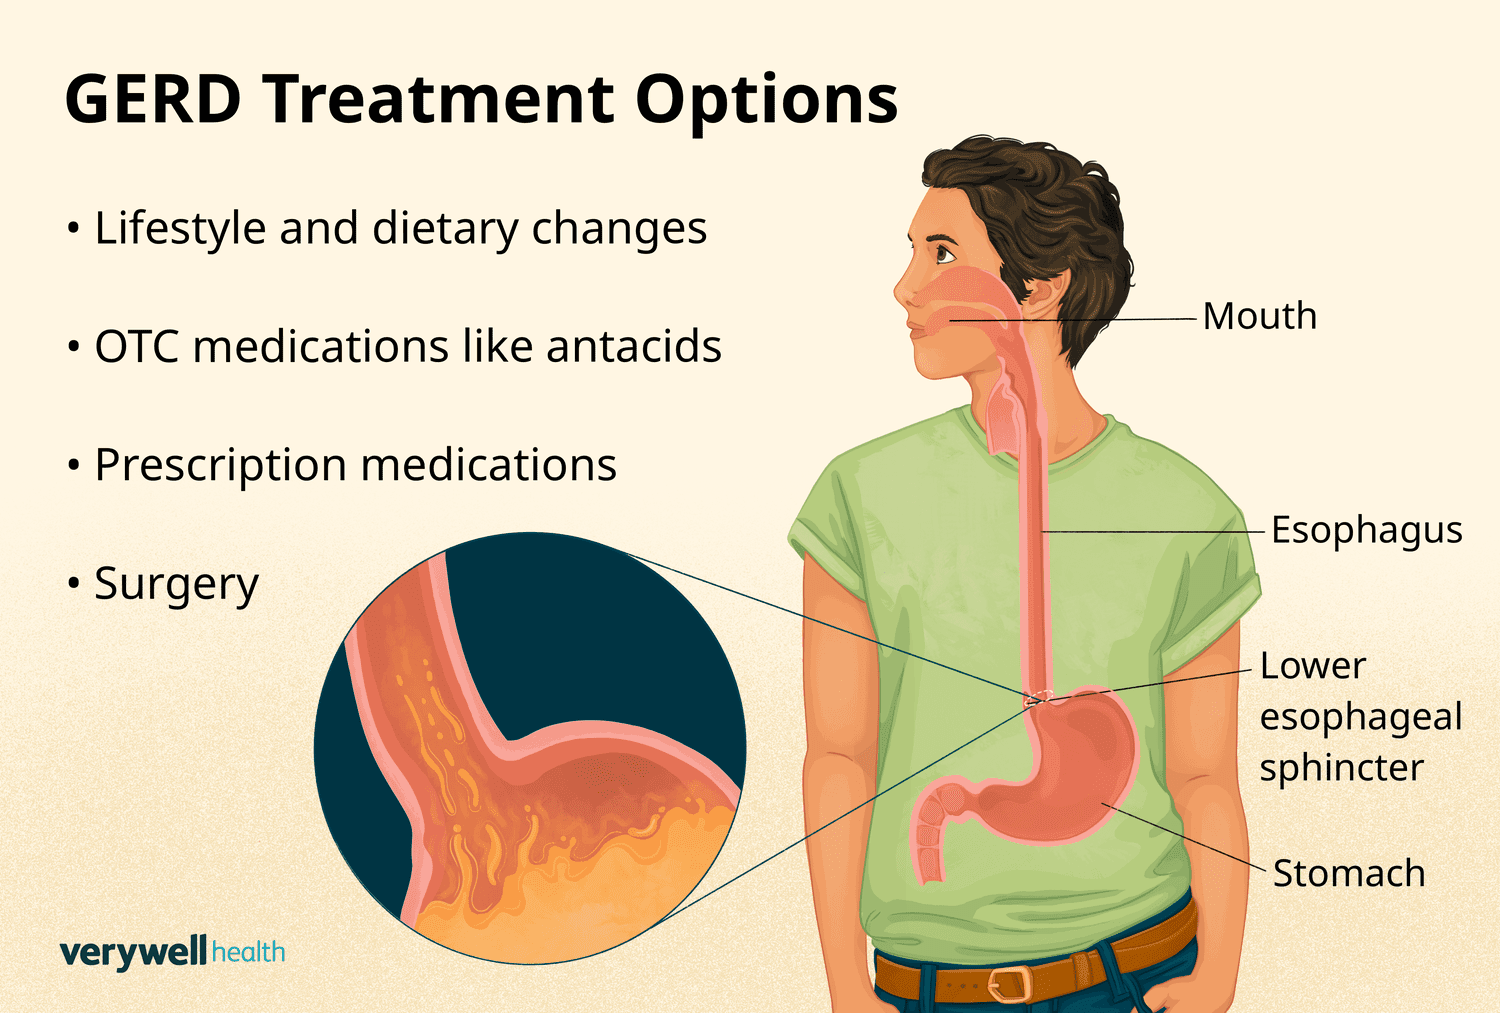 GERD Treatment Options
• Lifestyle and dietary changes
• OTC medications like antacids
• Prescription medications
• Surgery
Mouth
Esophagus
Lower
esophageal
sphincter
Stomach
verywell health